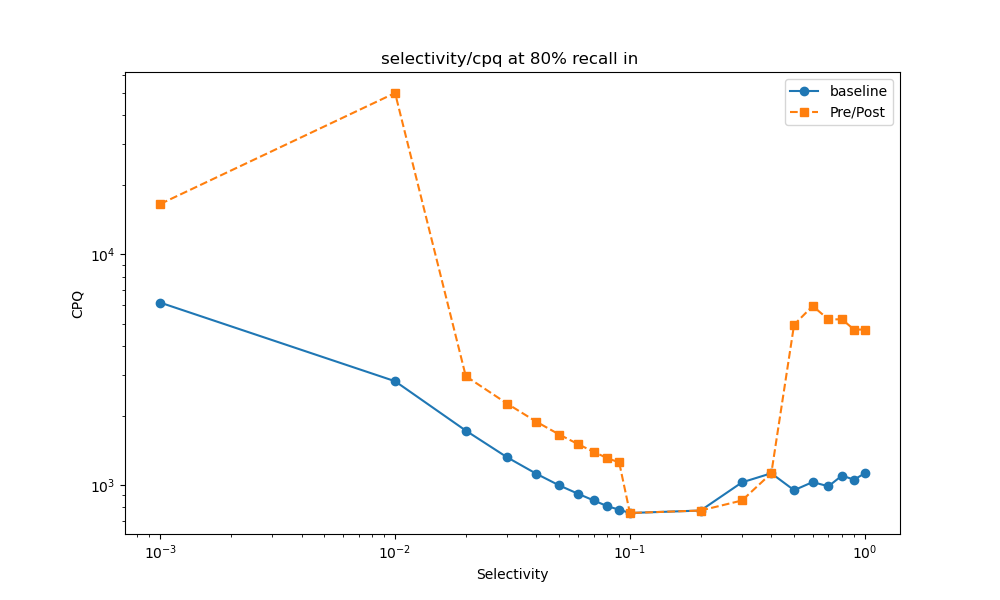 selectivity/cpq at 80% recall in
baseline
Pre/Post
CPQ
10⁴
10³
10⁻³
10⁻²
10⁻¹
10⁰
Selectivity